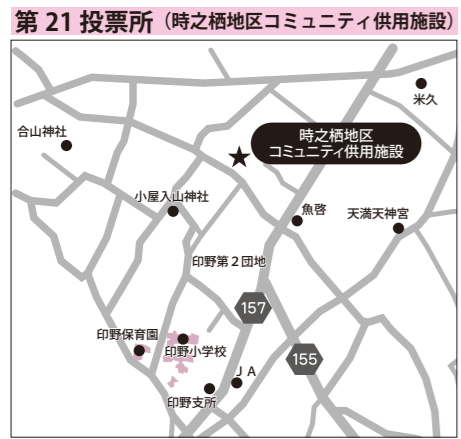 第21投票所（時之栖地区コミュニティ供用施設）
米久
合山神社
時之栖地区
コミュニティ供用施設
小屋入山神社
魚啓
天満天神宮
印野第２団地
157
印野保育園
印野小学校
155
ＪＡ
印野支所